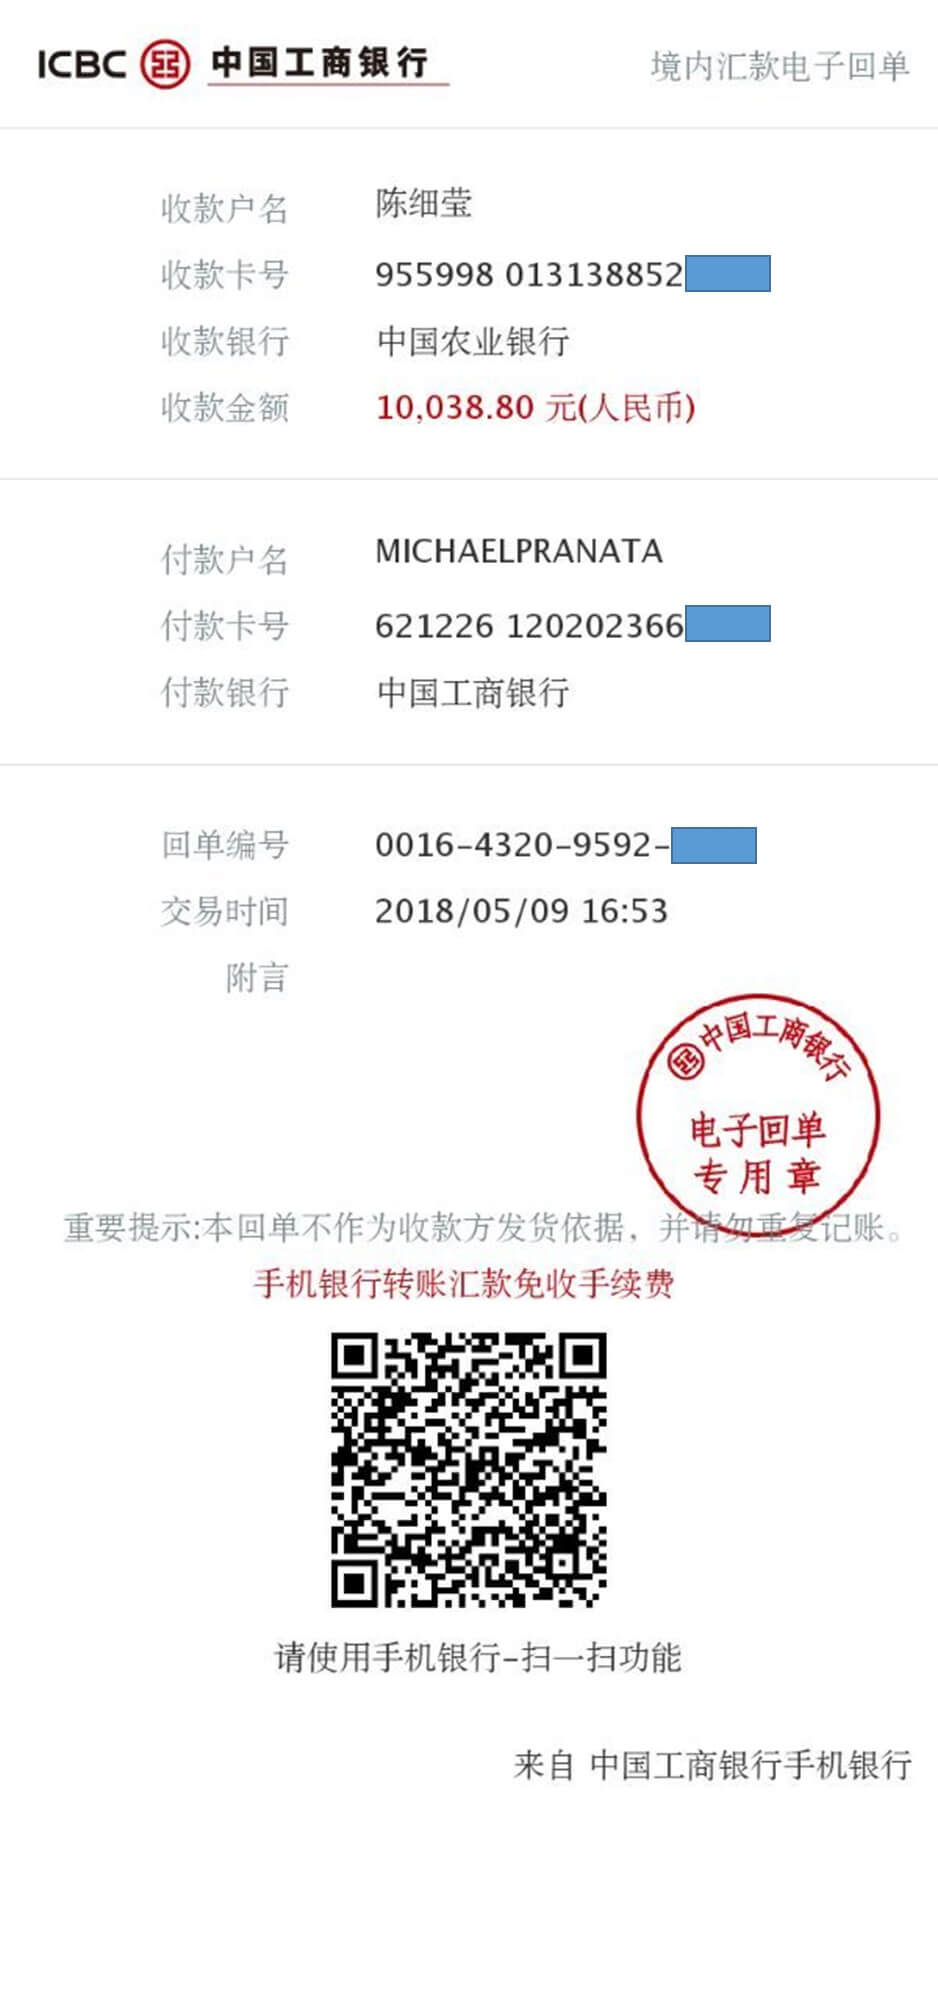 ICBC 中国工商银行 境内汇款电子回单
收款户名 陈细莹
收款卡号 955998 013138852
收款银行 中国农业银行
收款金额 10,038.80 元(人民币)
付款户名 MICHAELPRANATA
付款卡号 621226 120202366
付款银行 中国工商银行
回单编号 0016-4320-9592-
交易时间 2018/05/09 16:53
附言
中国工商银行
电子回单
专用章
重要提示:本回单不作为收款方发货依据，并请勿重复记账。
手机银行转账汇款免收手续费
请使用手机银行-扫一扫功能
来自 中国工商银行手机银行